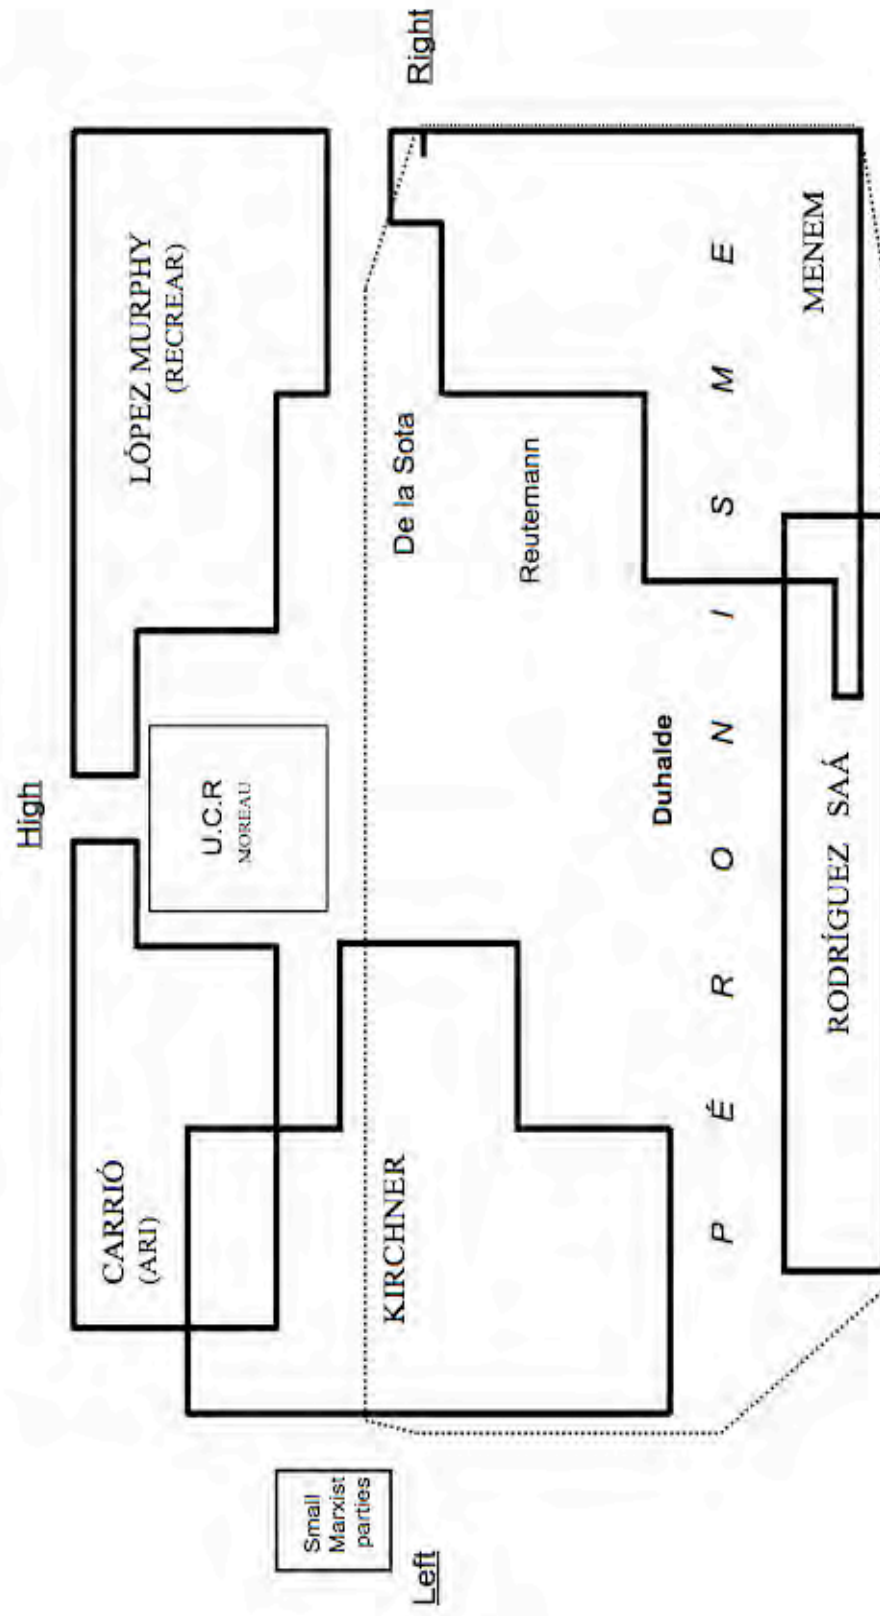 High
CARRIÓ
(ARI)
LÓPEZ MURPHY
(RECREAR)
U.C.R
MOREAU
Small
Marxist
parties
KIRCHNER
De la Sota
Left
Right
Reutemann
Duhalde
P É R O N I S M E
MENEM
RODRÍGUEZ SAÁ